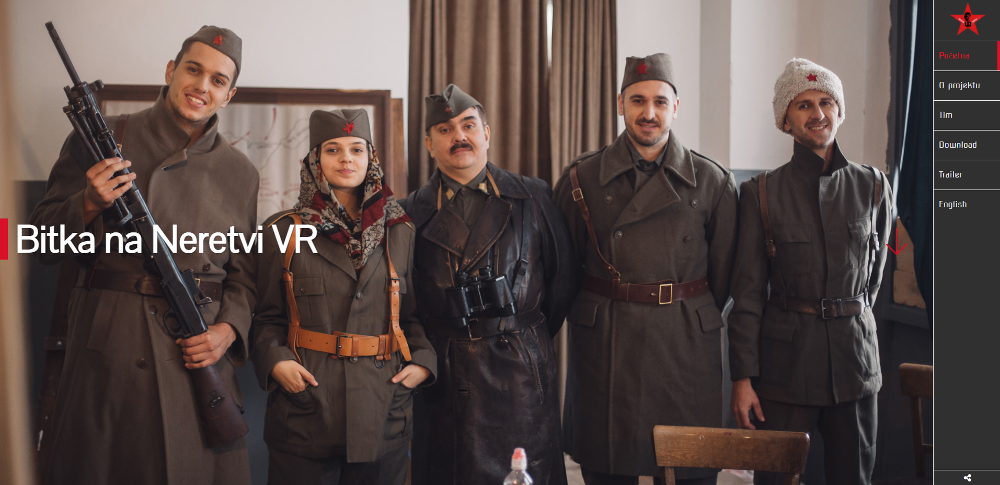 Bitka na Neretvi VR
Početna
O projektu
Tim
Download
Trailer
English